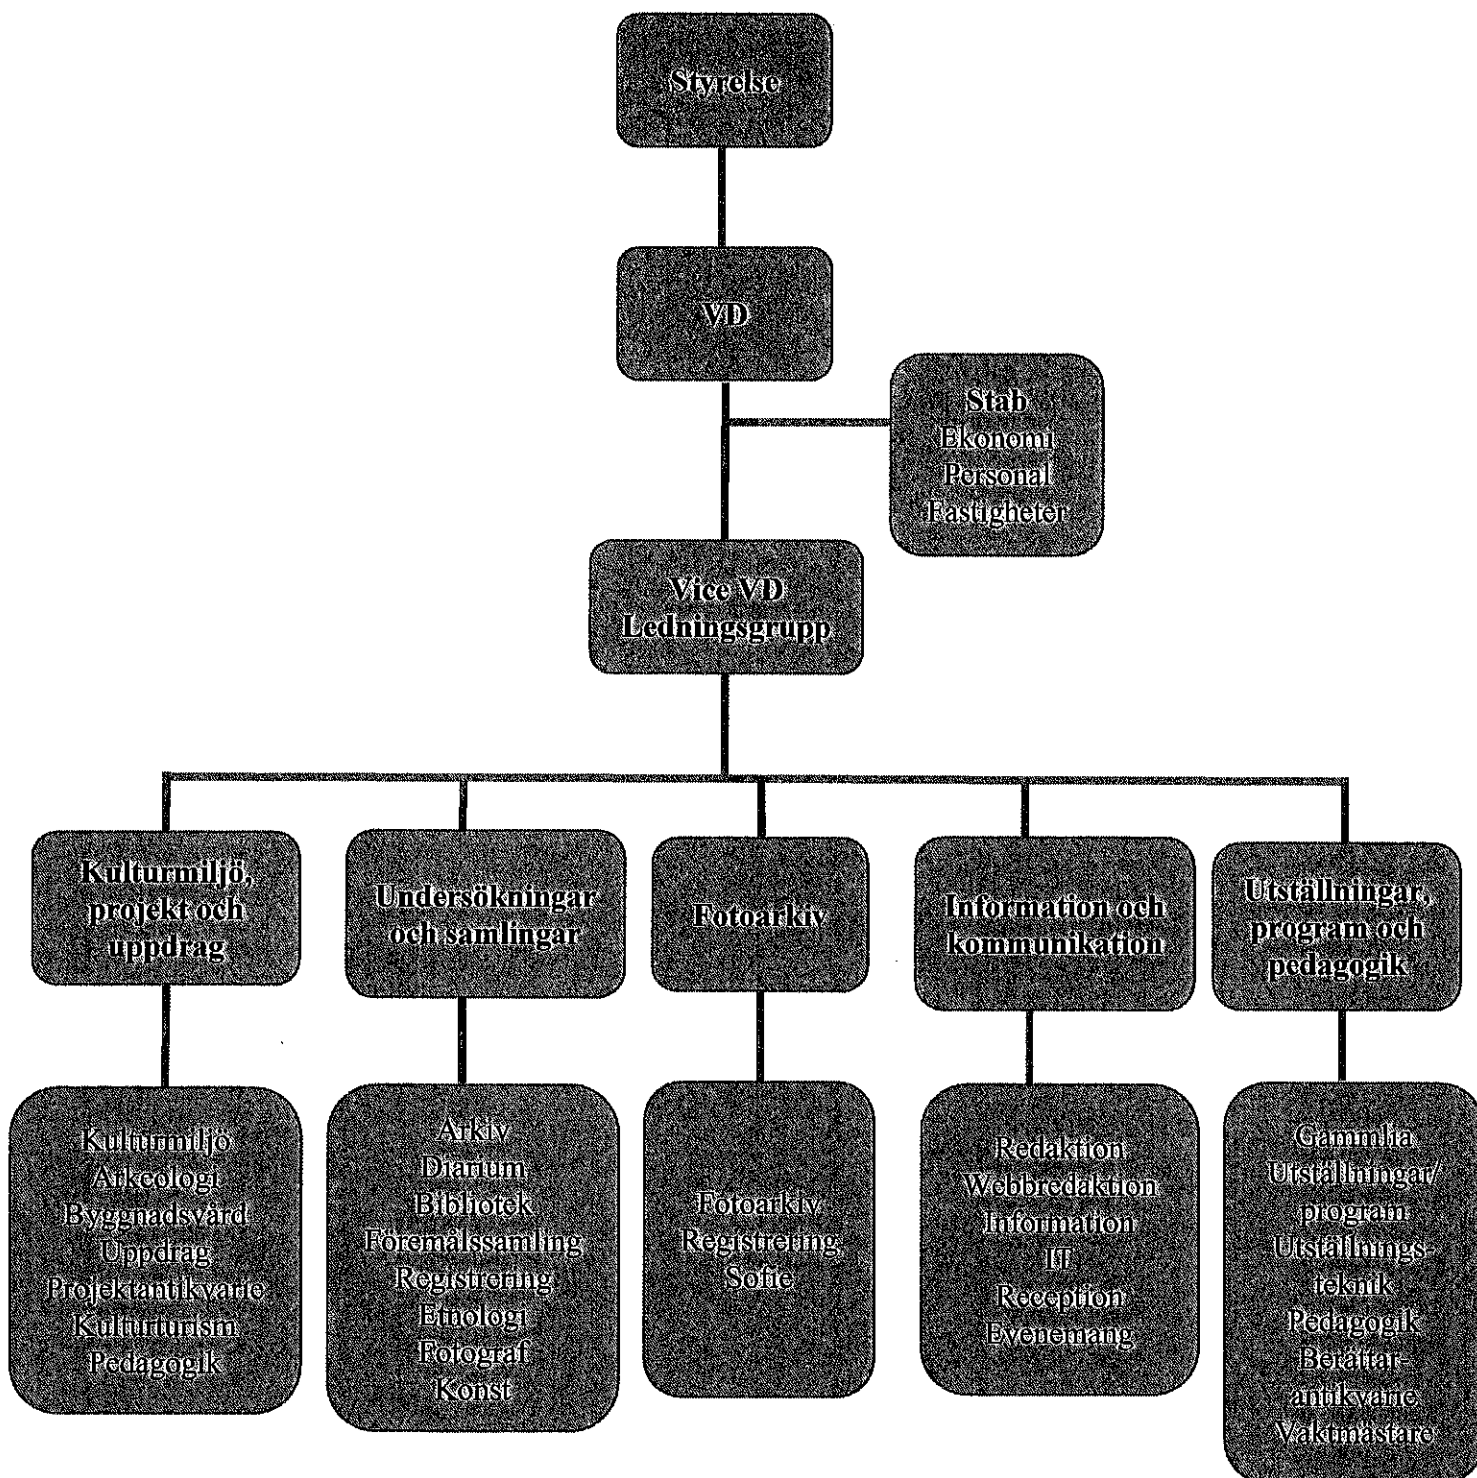 Styrelse
VD
Stab
Ekonomi
Personal
Fastigheter
Vice VD
Ledningsgrupp
Kulturmiljö,
projekt och
uppdrag
Undersökningar
och samlingar
Fotoarkiv
Information och
kommunikation
Utställningar,
program och
pedagogik
Kulturmiljö
Arkeologi
Byggnadsvård
Uppdrag
Projektantikvarie
Kulturturism
Pedagogik
Arkiv
Diarium
Bibliotek
Föremålssamling
Registrering
Etnologi
Fotograf
Konst
Fotoarkiv
Registrering
Sofie
Redaktion
Webbredaktion
Information
IT
Reception
Evenemang
Gammlia
Utställningar/
program
Utställnings-
teknik
Pedagogik
Berättar-
antikvarie
Vaktmästare